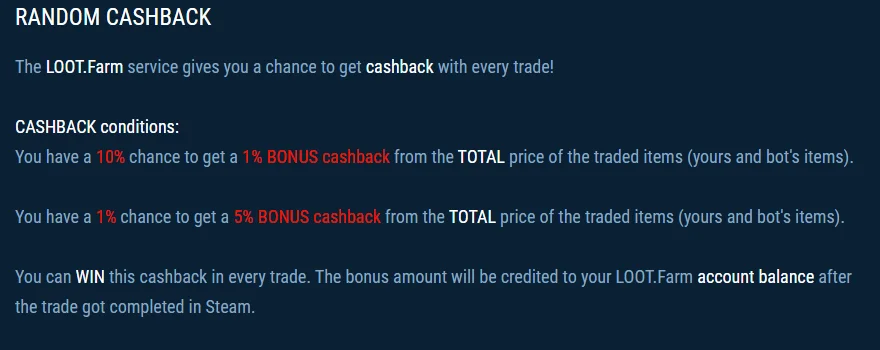 RANDOM CASHBACK
The LOOT.Farm service gives you a chance to get cashback with every trade!
CASHBACK conditions:
You have a 10% chance to get a 1% BONUS cashback from the TOTAL price of the traded items (yours and bot's items).
You have a 1% chance to get a 5% BONUS cashback from the TOTAL price of the traded items (yours and bot's items).
You can WIN this cashback in every trade. The bonus amount will be credited to your LOOT.Farm account balance after
the trade got completed in Steam.